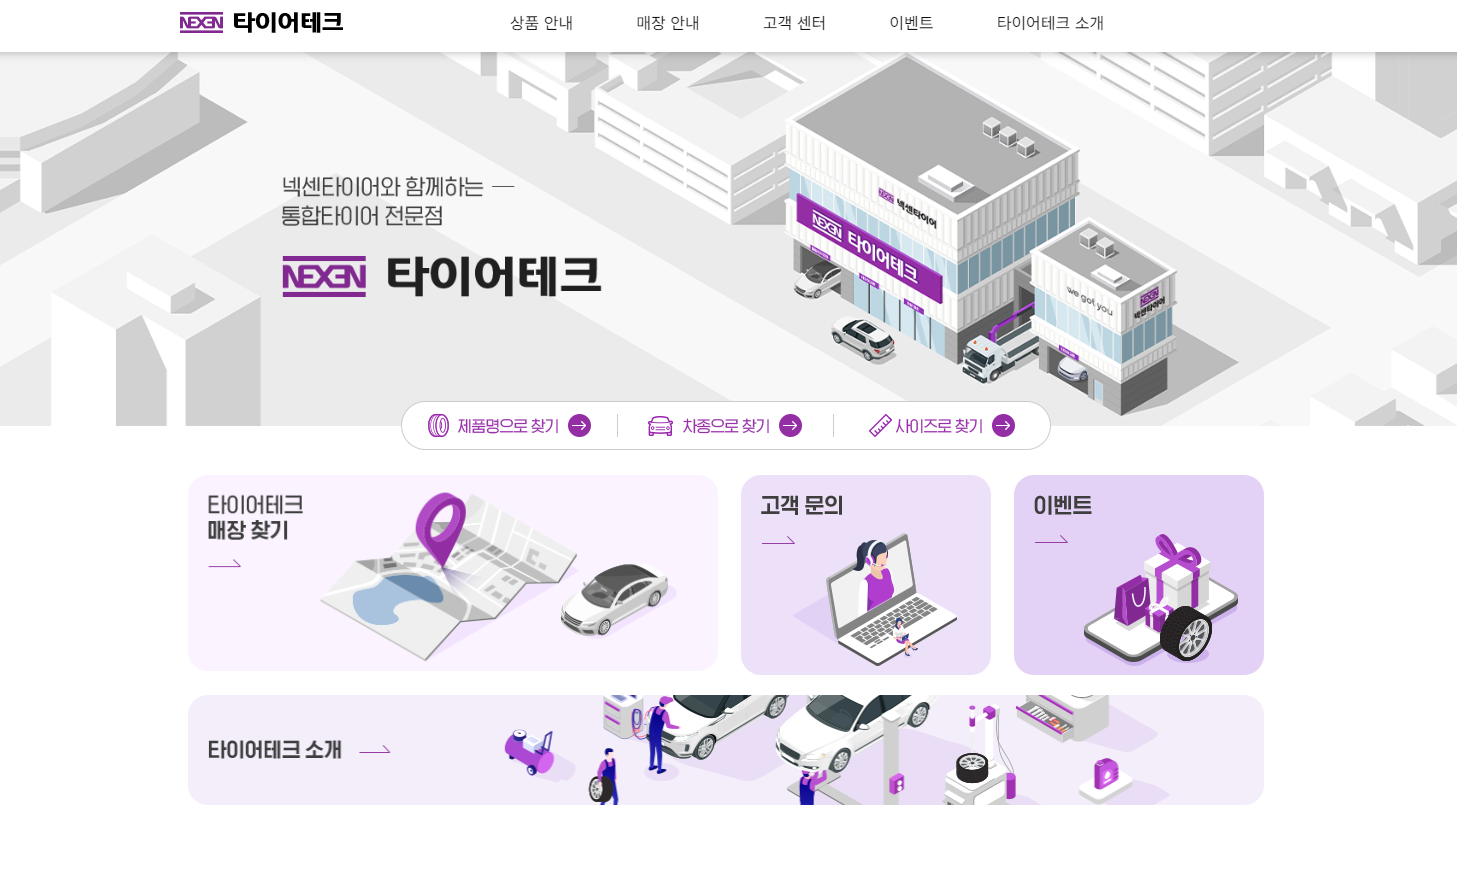 NEXEN 타이어테크
상품 안내
매장 안내
고객 센터
이벤트
타이어테크 소개
넥센타이어와 함께하는
통합타이어 전문점
NEXEN 타이어테크
NEXEN 넥센타이어
NEXEN 타이어테크
we got you
NEXEN
넥센타이어
제품명으로 찾기
차종으로 찾기
사이즈로 찾기
타이어테크
매장 찾기
고객 문의
이벤트
타이어테크 소개